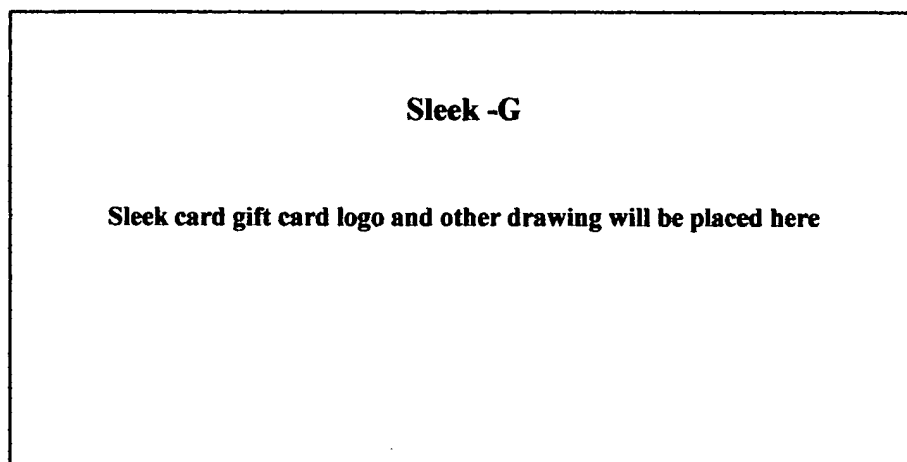 Sleek -G
Sleek card gift card logo and other drawing will be placed here